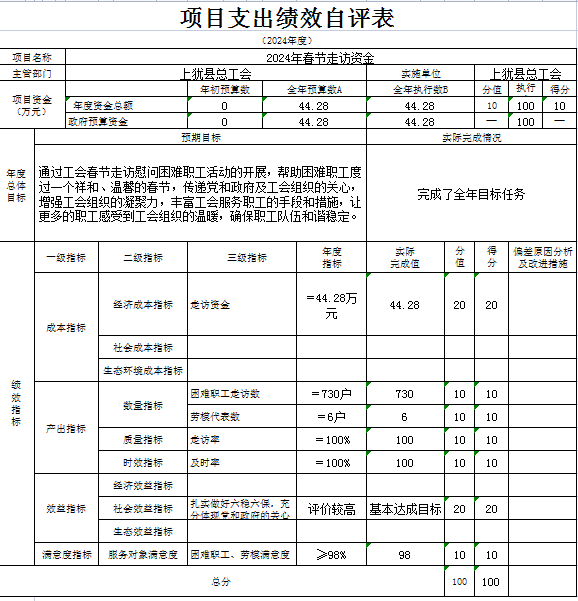 项目支出绩效自评表
（2024年度）
项目名称 2024年春节走访资金
主管部门 上犹县总工会 实施单位 上犹县总工会
项目资金（万元） 年初预算数 全年预算数A 全年执行数B 分值 执行 得分
年度资金总额 0 44.28 44.28 10 100 10
政府预算资金 0 44.28 44.28 — 100 —
年度总体目标 预期目标 实际完成情况
通过工会春节走访慰问困难职工活动的开展，帮助困难职工度
过一个祥和、温馨的春节，传递党和政府及工会组织的关心，
增强工会组织的凝聚力，丰富工会服务职工的手段和措施，让
更多的职工感受到工会组织的温暖，确保职工队伍和谐稳定。
完成了全年目标任务
绩效指标 一级指标 二级指标 三级指标 年度指标 实际完成值 分值 得分 偏差原因分析及改进措施
成本指标 经济成本指标 走访资金 ＝44.28万元 44.28 20 20
社会成本指标
生态环境成本指标
产出指标 数量指标 困难职工走访数 ＝730户 730 10 10
劳模代表数 ＝6户 6 10 10
质量指标 走访率 ＝100% 100 10 10
时效指标 及时率 ＝100% 100 10 10
效益指标 经济效益指标
社会效益指标 扎实做好六稳六保，充分体现党和政府的关心 评价较高 基本达成目标 20 20
生态效益指标
满意度指标 服务对象满意度 困难职工、劳模满意度 ≥98% 98 10 10
总分 100 100